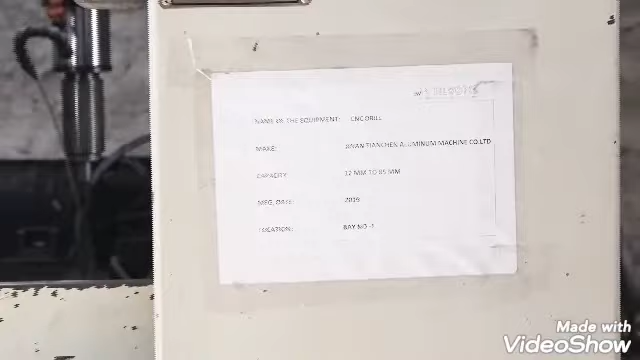 NAME OF THE EQUIPMENT: CNC DRILL
MAKE: JINAN TIANCHEN ALUMINUM MACHINE CO.LTD
CAPACITY: 12 MM TO 85 MM
MFG. DATE: 2019
LOCATION: BAY NO -1
Made with
VideoShow